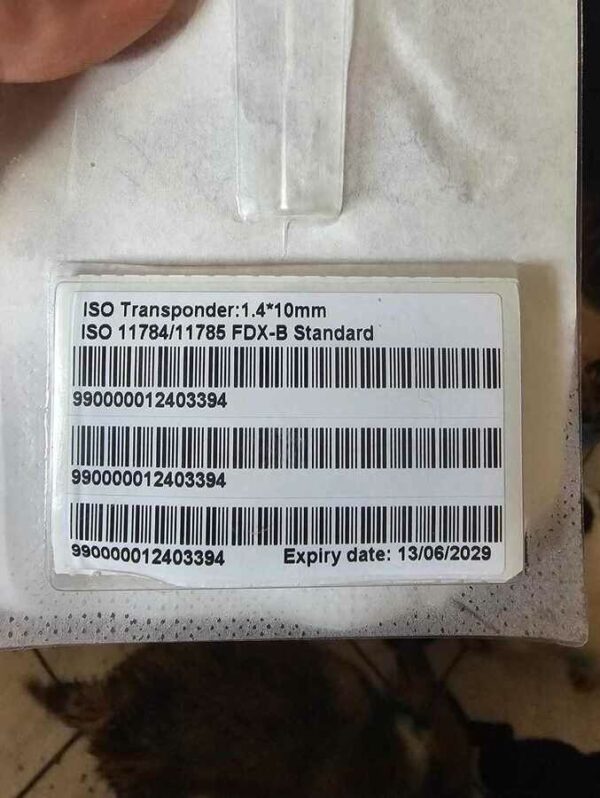 ISO Transponder:1.4*10mm
ISO 11784/11785 FDX-B Standard
990000012403394
990000012403394
990000012403394 Expiry date: 13/06/2029